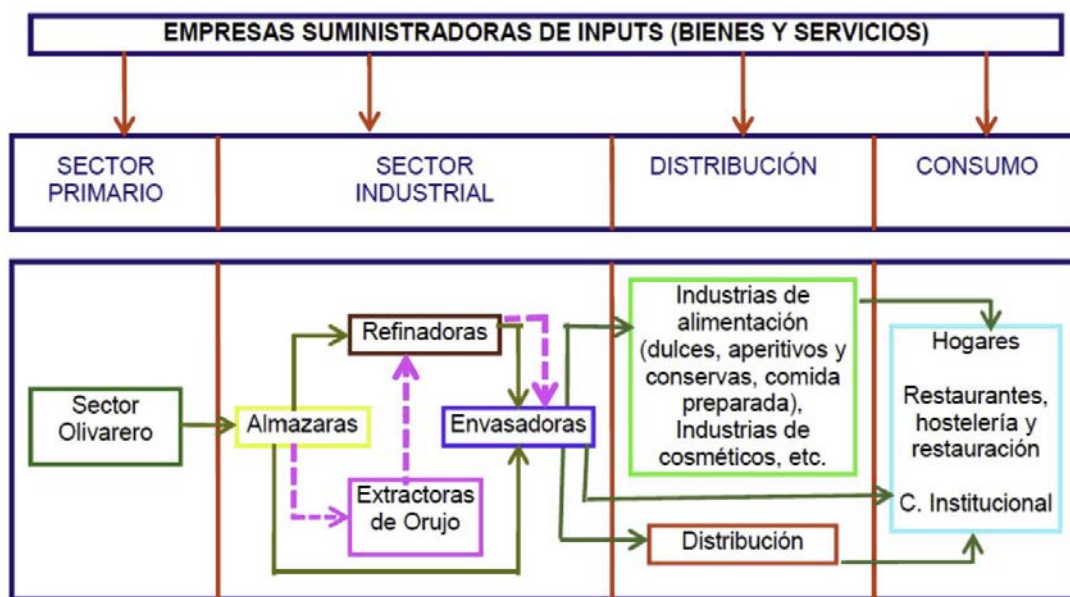 EMPRESAS SUMINISTRADORAS DE INPUTS (BIENES Y SERVICIOS)
SECTOR
PRIMARIO
SECTOR
INDUSTRIAL
DISTRIBUCIÓN
CONSUMO
Sector
Olivarero
Almazaras
Refinadoras
Extractoras
de Orujo
Envasadoras
Industrias de
alimentación
(dulces, aperitivos y
conservas, comida
preparada),
Industrias de
cosméticos, etc.
Distribución
Hogares
Restaurantes,
hostelería y
restauración
C. Institucional